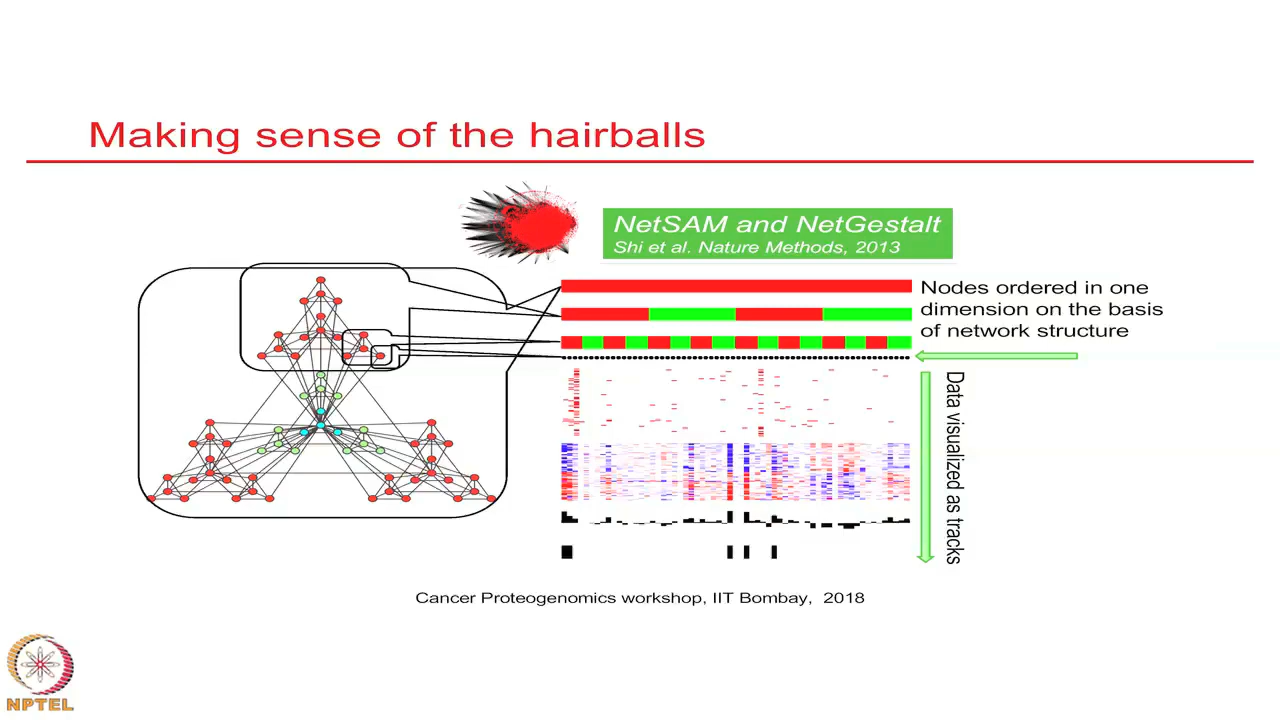 Making sense of the hairballs
NetSAM and NetGestalt
Shi et al. Nature Methods, 2013
Nodes ordered in one
dimension on the basis
of network structure
Data visualized as tracks
Cancer Proteogenomics workshop, IIT Bombay, 2018
NPTEL